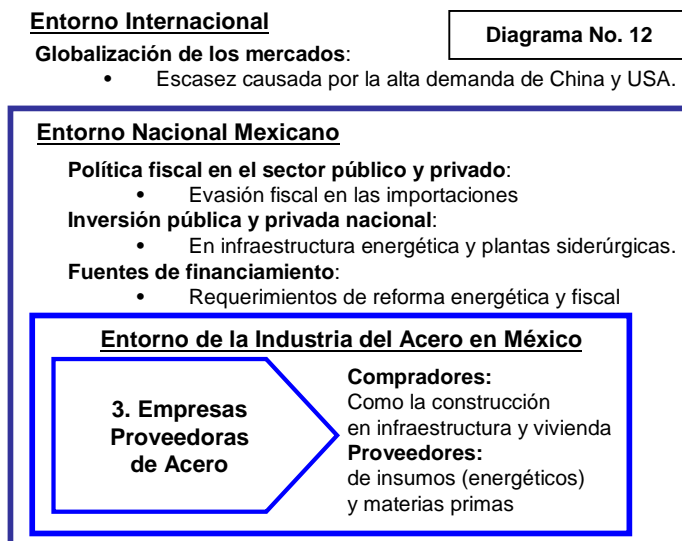 Entorno Internacional
Diagrama No. 12
Globalización de los mercados:
• Escasez causada por la alta demanda de China y USA.
Entorno Nacional Mexicano
Política fiscal en el sector público y privado:
• Evasión fiscal en las importaciones
Inversión pública y privada nacional:
• En infraestructura energética y plantas siderúrgicas.
Fuentes de financiamiento:
• Requerimientos de reforma energética y fiscal
Entorno de la Industria del Acero en México
3. Empresas
Proveedoras
de Acero
Compradores:
Como la construcción
en infraestructura y vivienda
Proveedores:
de insumos (energéticos)
y materias primas